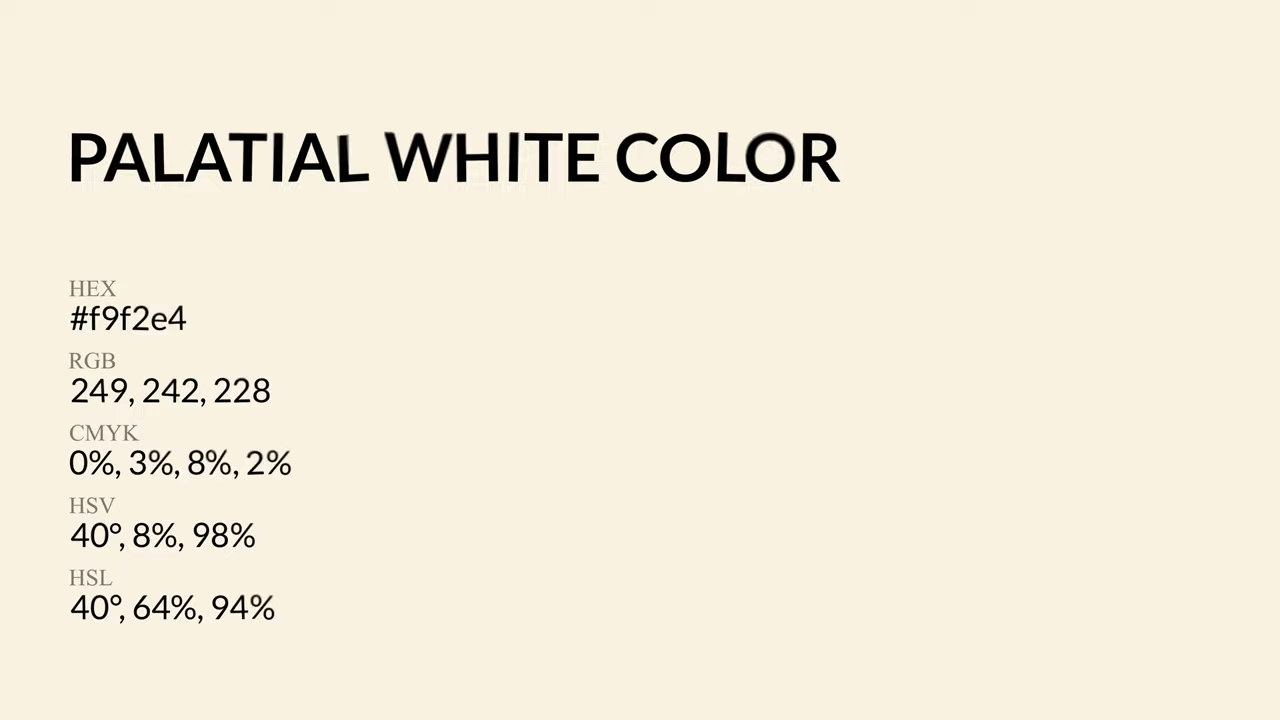 PALATIAL WHITE COLOR
HEX
#f9f2e4
RGB
249, 242, 228
CMYK
0%, 3%, 8%, 2%
HSV
40°, 8%, 98%
HSL
40°, 64%, 94%